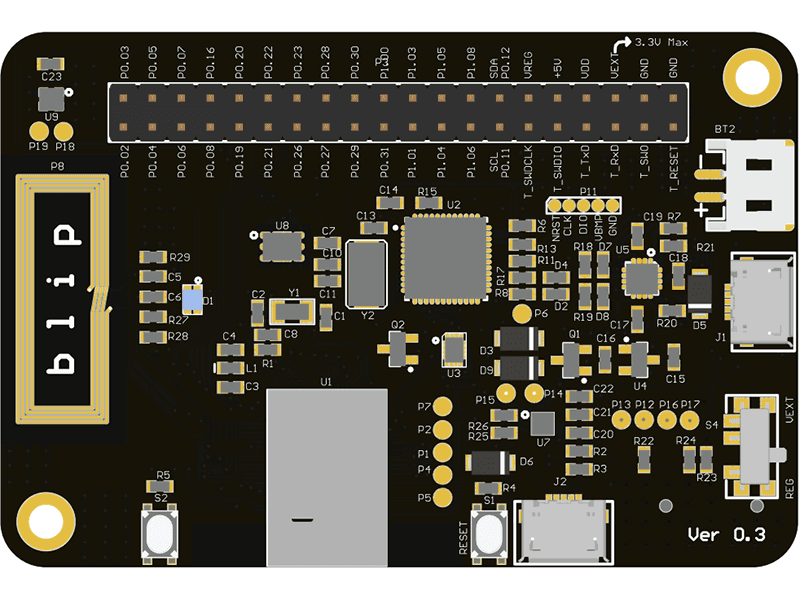 3.3V Max
P0.03 P0.05 P0.07 P0.16 P0.20 P0.22 P0.23 P0.28 P0.30 P1.00 P1.03 P1.05 P1.08 SDA P0.12 VREG +5V VDD VEXT GND GND
P3
C23
U9
P19 P18
P0.02 P0.04 P0.06 P0.08 P0.19 P0.21 P0.26 P0.27 P0.29 P0.31 P1.01 P1.04 P1.06 SCL P0.11 T_SWDCLK T_SWDIO T_TxD T_RxD T_SWO T_RESET
BT2
+
P8
blip
C14 R15
U2
C13
P11
NRST CLK DIO VBMP GND
C19 R7
U8
C7
C10
C11
R6
R13
R11
R17
R8
R18 D7
U5
R21
C18
R29
C5
C6
R27
R28
D1
D4
D2
R19 D8
C2
Y1
C1
C8
R1
Y2
P6
C17
R20
D5
J1
C4
L1
C3
Q2
U3
D3
D9
Q1
C16
U4
C15
U1
P7
P2
P1
P4
P5
P15 P14
R26
R25
U7
C22
C21
C20
R2
R3
P13 P12 P16 P17
S4
VEXT
REG
R22
R24
R23
D6
R4
R5
S2
S1
RESET
J2
Ver 0.3